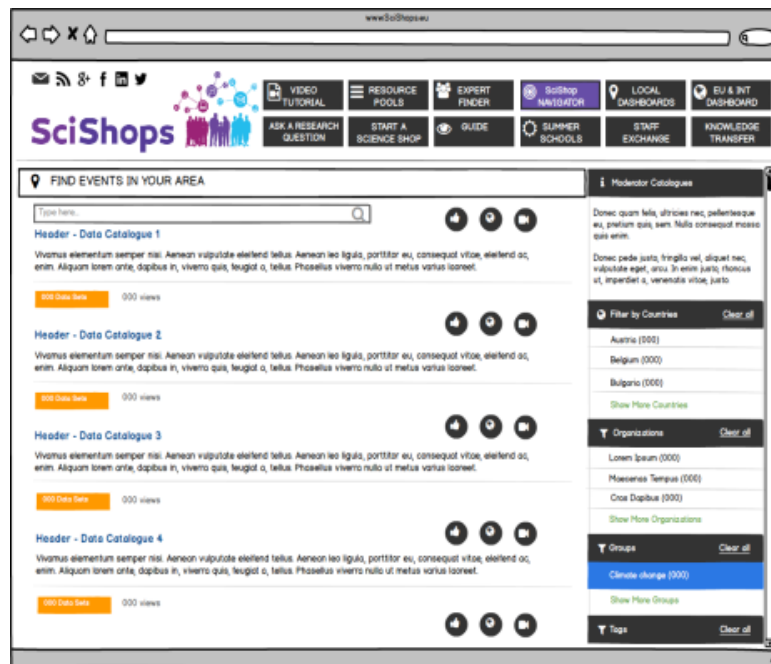 www.SciShops.eu
VIDEO TUTORIAL
RESOURCE POOLS
EXPERT FINDER
SciShop NAVIGATOR
LOCAL DASHBOARDS
EU & INT DASHBOARD
SciShops
ASK A RESEARCH QUESTION
START A SCIENCE SHOP
GUIDE
SUMMER SCHOOLS
STAFF EXCHANGE
KNOWLEDGE TRANSFER
FIND EVENTS IN YOUR AREA
Type here..
Header - Data Catalogue 1
Vivamus elementum semper nisi. Aenean vulputate eleifend tellus. Aenean leo ligula, porttitor eu, consequat vitae, eleifend ac,
enim. Aliquam lorem ante, dapibus in, viverra quis, feugiat a, tellus. Phasellus viverra nulla ut metus varius laoreet.
000 Data Sets
000 views
Header - Data Catalogue 2
Vivamus elementum semper nisi. Aenean vulputate eleifend tellus. Aenean leo ligula, porttitor eu, consequat vitae, eleifend ac,
enim. Aliquam lorem ante, dapibus in, viverra quis, feugiat a, tellus. Phasellus viverra nulla ut metus varius laoreet.
000 Data Sets
000 views
Header - Data Catalogue 3
Vivamus elementum semper nisi. Aenean vulputate eleifend tellus. Aenean leo ligula, porttitor eu, consequat vitae, eleifend ac,
enim. Aliquam lorem ante, dapibus in, viverra quis, feugiat a, tellus. Phasellus viverra nulla ut metus varius laoreet.
000 Data Sets
000 views
Header - Data Catalogue 4
Vivamus elementum semper nisi. Aenean vulputate eleifend tellus. Aenean leo ligula, porttitor eu, consequat vitae, eleifend ac,
enim. Aliquam lorem ante, dapibus in, viverra quis, feugiat a, tellus. Phasellus viverra nulla ut metus varius laoreet.
000 Data Sets
000 views
Moderator Catalogues
Donec quam felis, ultricies nec, pellentesque
eu, pretium quis, sem. Nulla consequat massa
quis enim.
Donec pede justo, fringilla vel, aliquet nec,
vulputate eget, arcu. In enim justo, rhoncus
ut, imperdiet a, venenatis vitae, justo
Filter by Countries Clear all
Austria (000)
Belgium (000)
Bulgaria (000)
Show More Countries
Organizations Clear all
Lorem Ipsum (000)
Maecenas Tempus (000)
Cras Dapibus (000)
Show More Organizations
Groups Clear all
Climate change (000)
Show More Groups
Tags Clear all